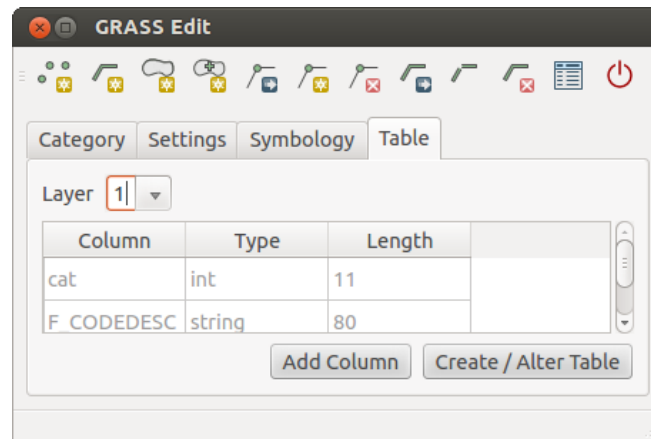 GRASS Edit
Category Settings Symbology Table
Layer 1
Column Type Length
cat int 11
F_CODEDESC string 80
Add Column Create / Alter Table